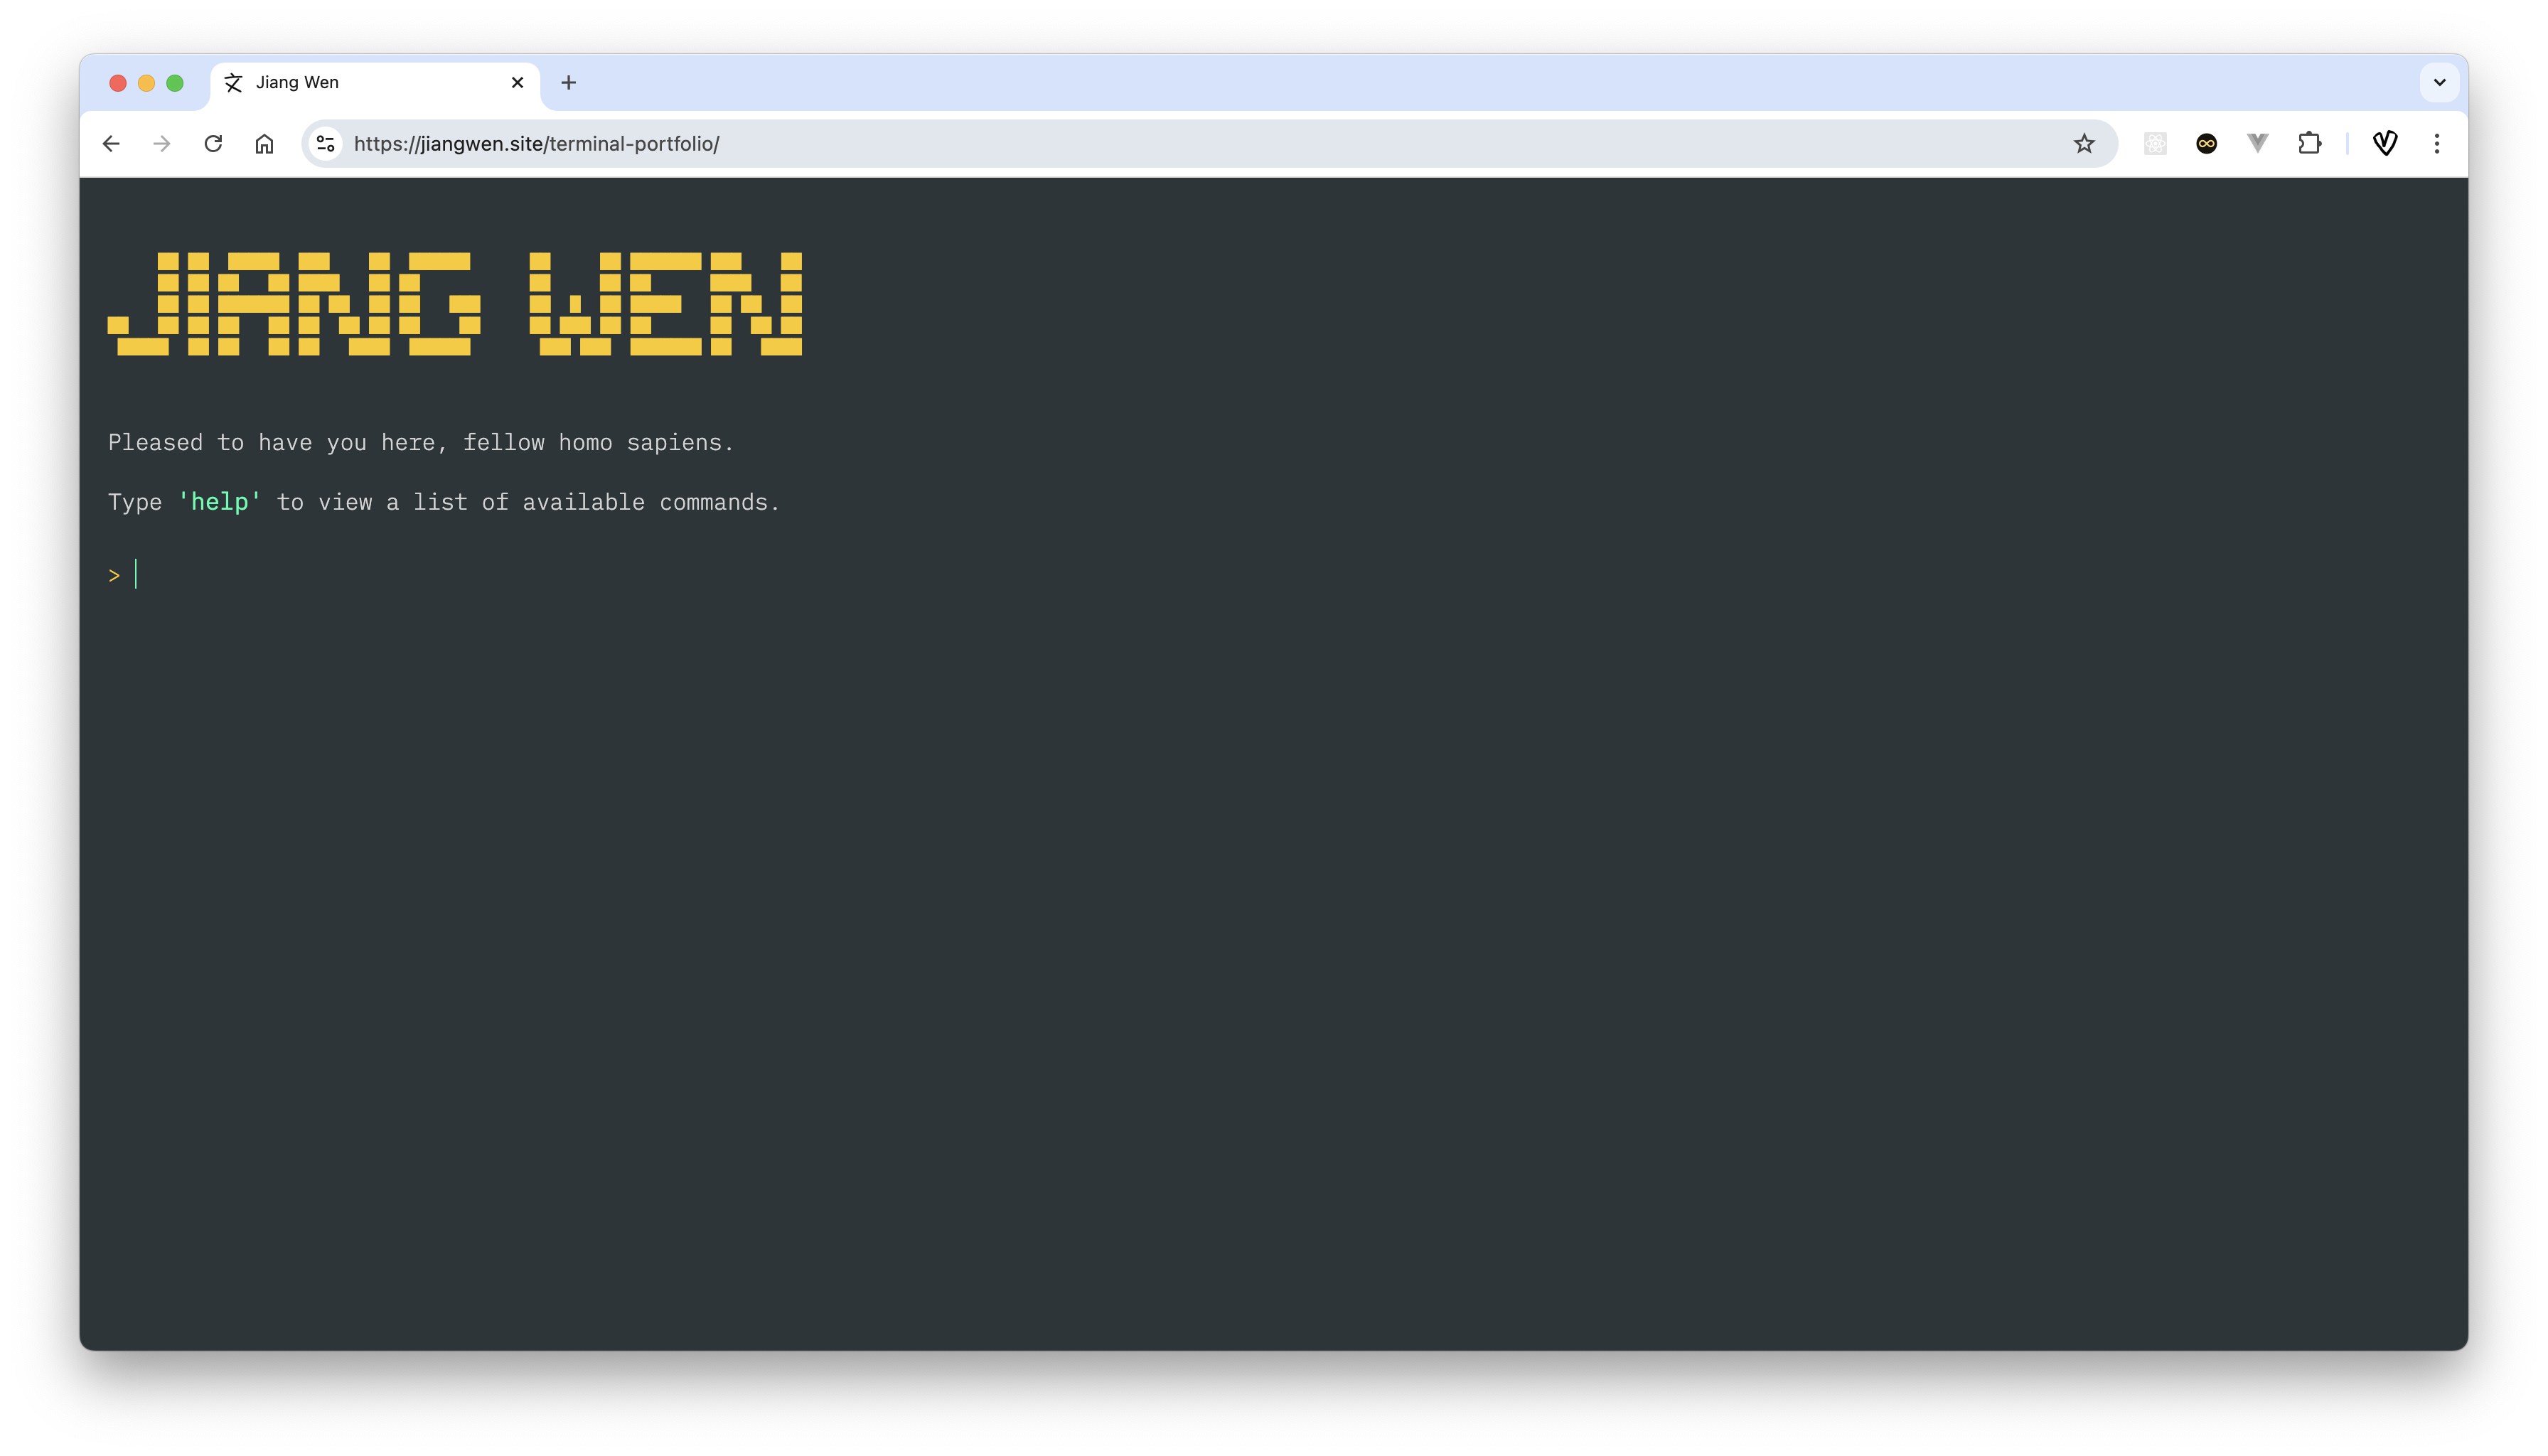 Jiang Wen
https://jiangwen.site/terminal-portfolio/
JIANG WEN
Pleased to have you here, fellow homo sapiens.
Type 'help' to view a list of available commands.
>